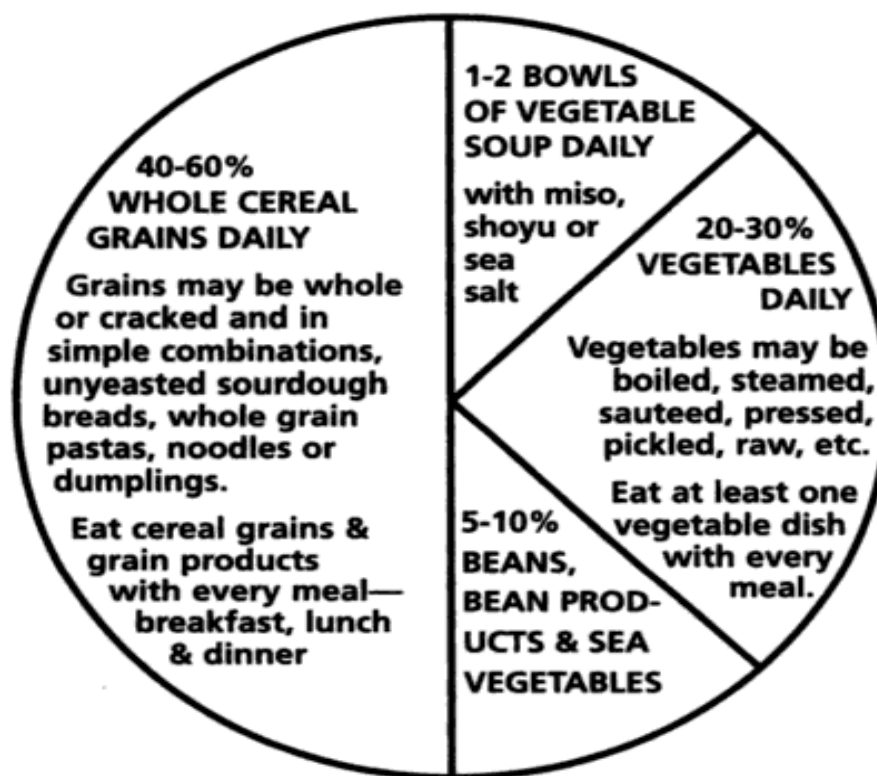 40-60%
WHOLE CEREAL
GRAINS DAILY
Grains may be whole
or cracked and in
simple combinations,
unyeasted sourdough
breads, whole grain
pastas, noodles or
dumplings.
Eat cereal grains &
grain products
with every meal—
breakfast, lunch
& dinner
1-2 BOWLS
OF VEGETABLE
SOUP DAILY
with miso,
shoyu or
sea
salt
20-30%
VEGETABLES
DAILY
Vegetables may be
boiled, steamed,
sauteed, pressed,
pickled, raw, etc.
Eat at least one
vegetable dish
with every
meal.
5-10%
BEANS,
BEAN PROD-
UCTS & SEA
VEGETABLES